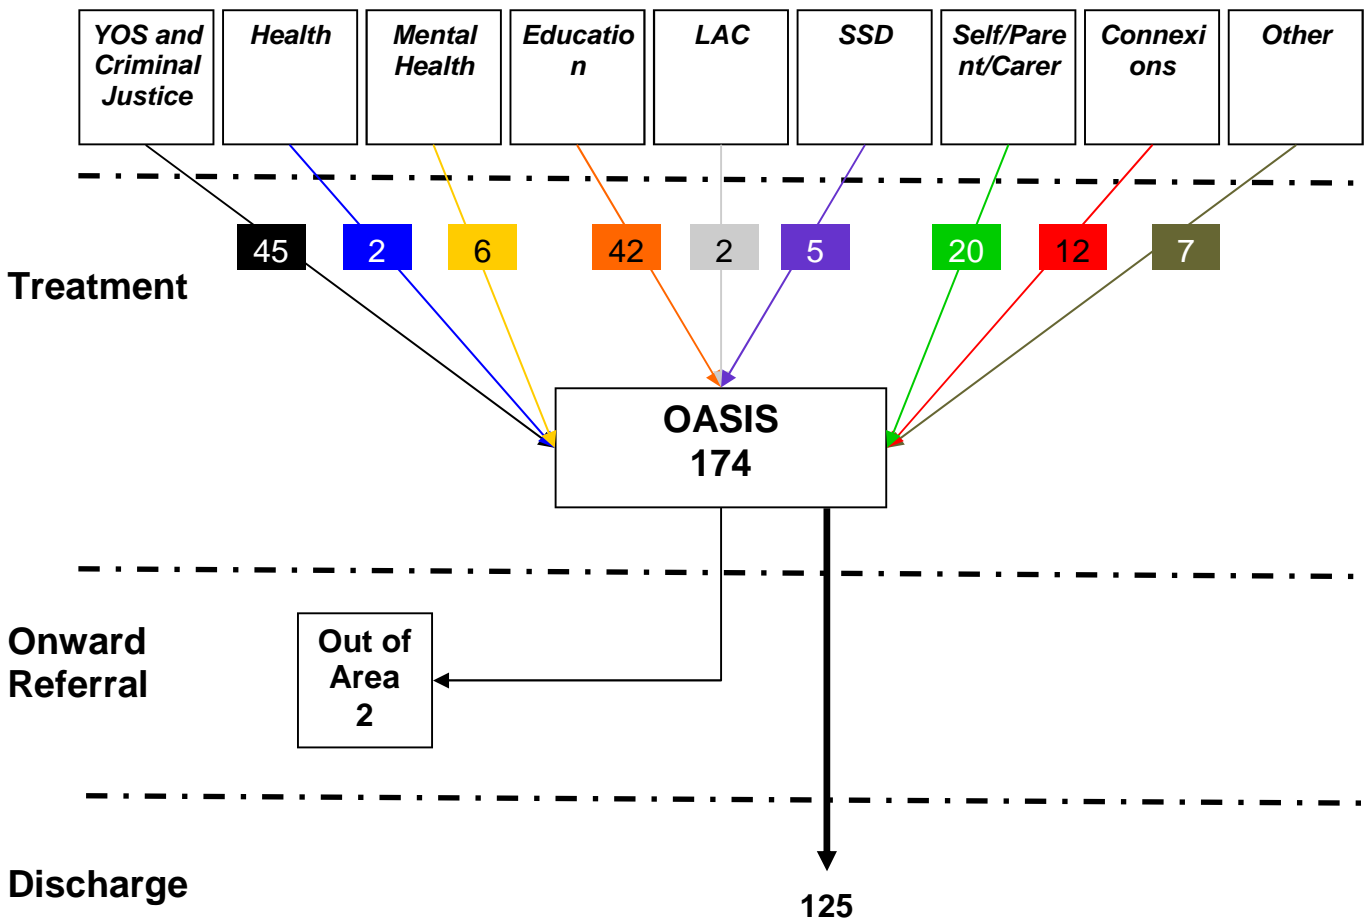 YOS and
Criminal
Justice
Health
Mental
Health
Educatio
n
LAC
SSD
Self/Pare
nt/Carer
Connexi
ons
Other
45
2
6
42
2
5
20
12
7
Treatment
OASIS
174
Onward
Referral
Out of
Area
2
Discharge
125